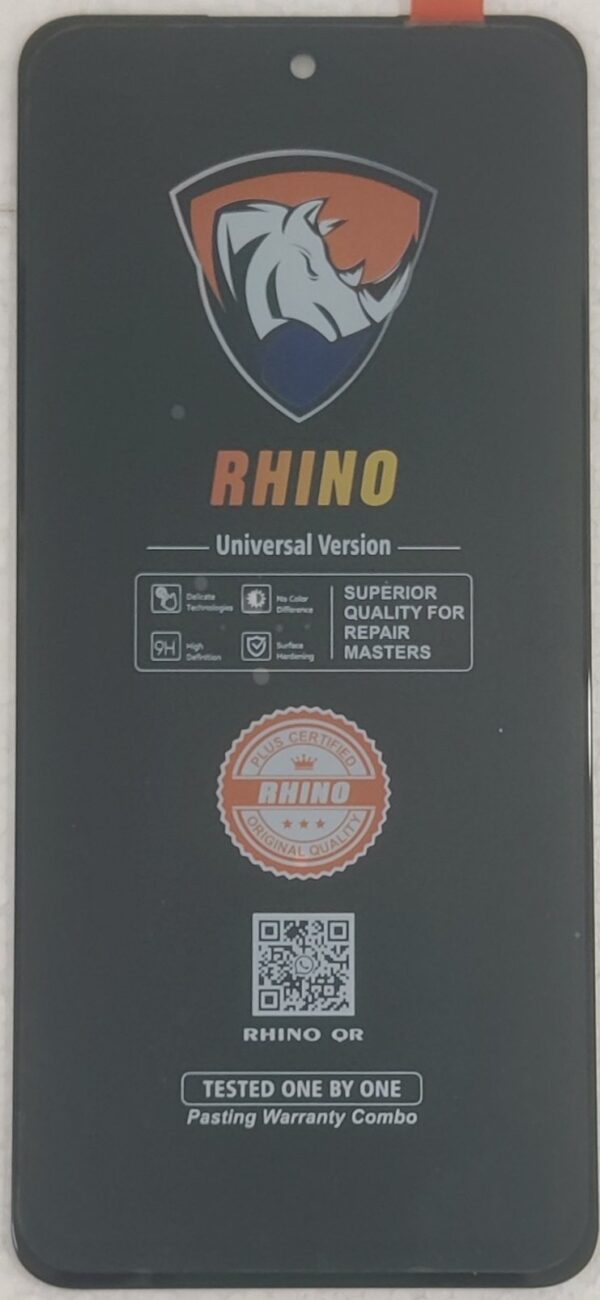 RHINO
Universal Version
Delicate
Technologies
No Color
Difference
9H
High
Definition
Surface
Hardening
SUPERIOR
QUALITY FOR
REPAIR
MASTERS
PLUS CERTIFIED
RHINO
ORIGINAL QUALITY
RHINO QR
TESTED ONE BY ONE
Pasting Warranty Combo